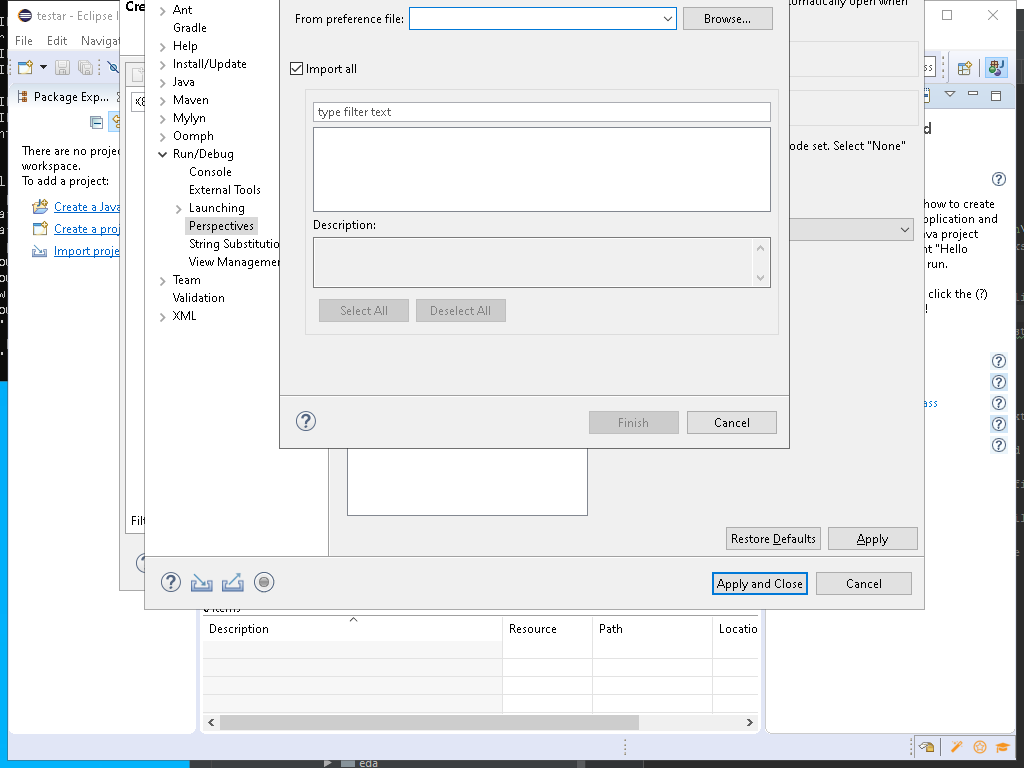 testar - Eclipse I
Cre
File Edit Navigat
Package Exp...
There are no projec
workspace.
To add a project:
Create a Java
Create a proj
Import proje
Filt
Ant
Gradle
Help
Install/Update
Java
Maven
Mylyn
Oomph
Run/Debug
Console
External Tools
Launching
Perspectives
String Substitutio
View Managemen
Team
Validation
XML
From preference file:
Browse...
Import all
type filter text
Description:
Select All Deselect All
Finish Cancel
utomatically open when
ode set. Select "None"
Restore Defaults Apply
Apply and Close Cancel
ss
d
how to create
pplication and
ava project
nt "Hello
run.
click the (?)
!
ass
0 items
Description Resource Path Locatio
eda